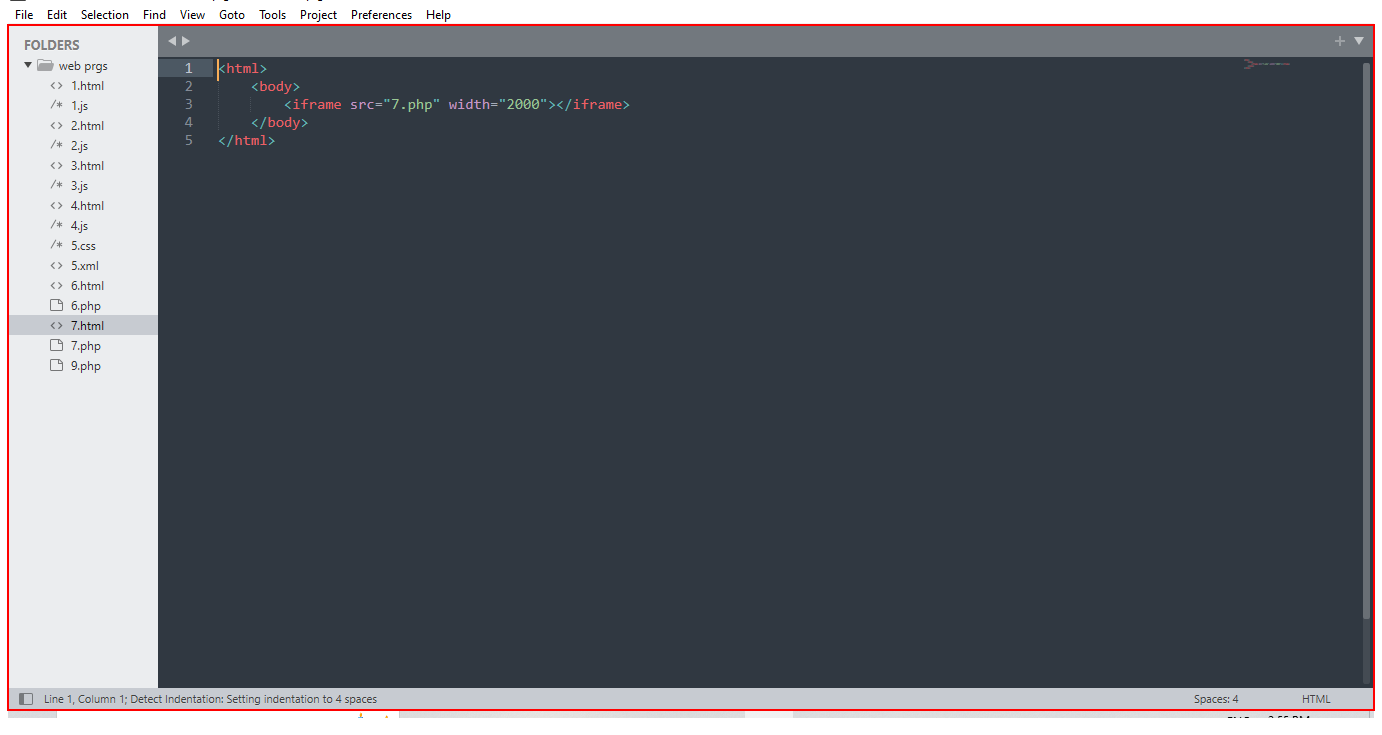 File Edit Selection Find View Goto Tools Project Preferences Help
FOLDERS
web prgs
<> 1.html
/* 1.js
<> 2.html
/* 2.js
<> 3.html
/* 3.js
<> 4.html
/* 4.js
/* 5.css
<> 5.xml
<> 6.html
6.php
<> 7.html
7.php
9.php
1 <html>
2 <body>
3 <iframe src="7.php" width="2000"></iframe>
4 </body>
5 </html>
Line 1, Column 1; Detect Indentation: Setting indentation to 4 spaces
Spaces: 4
HTML